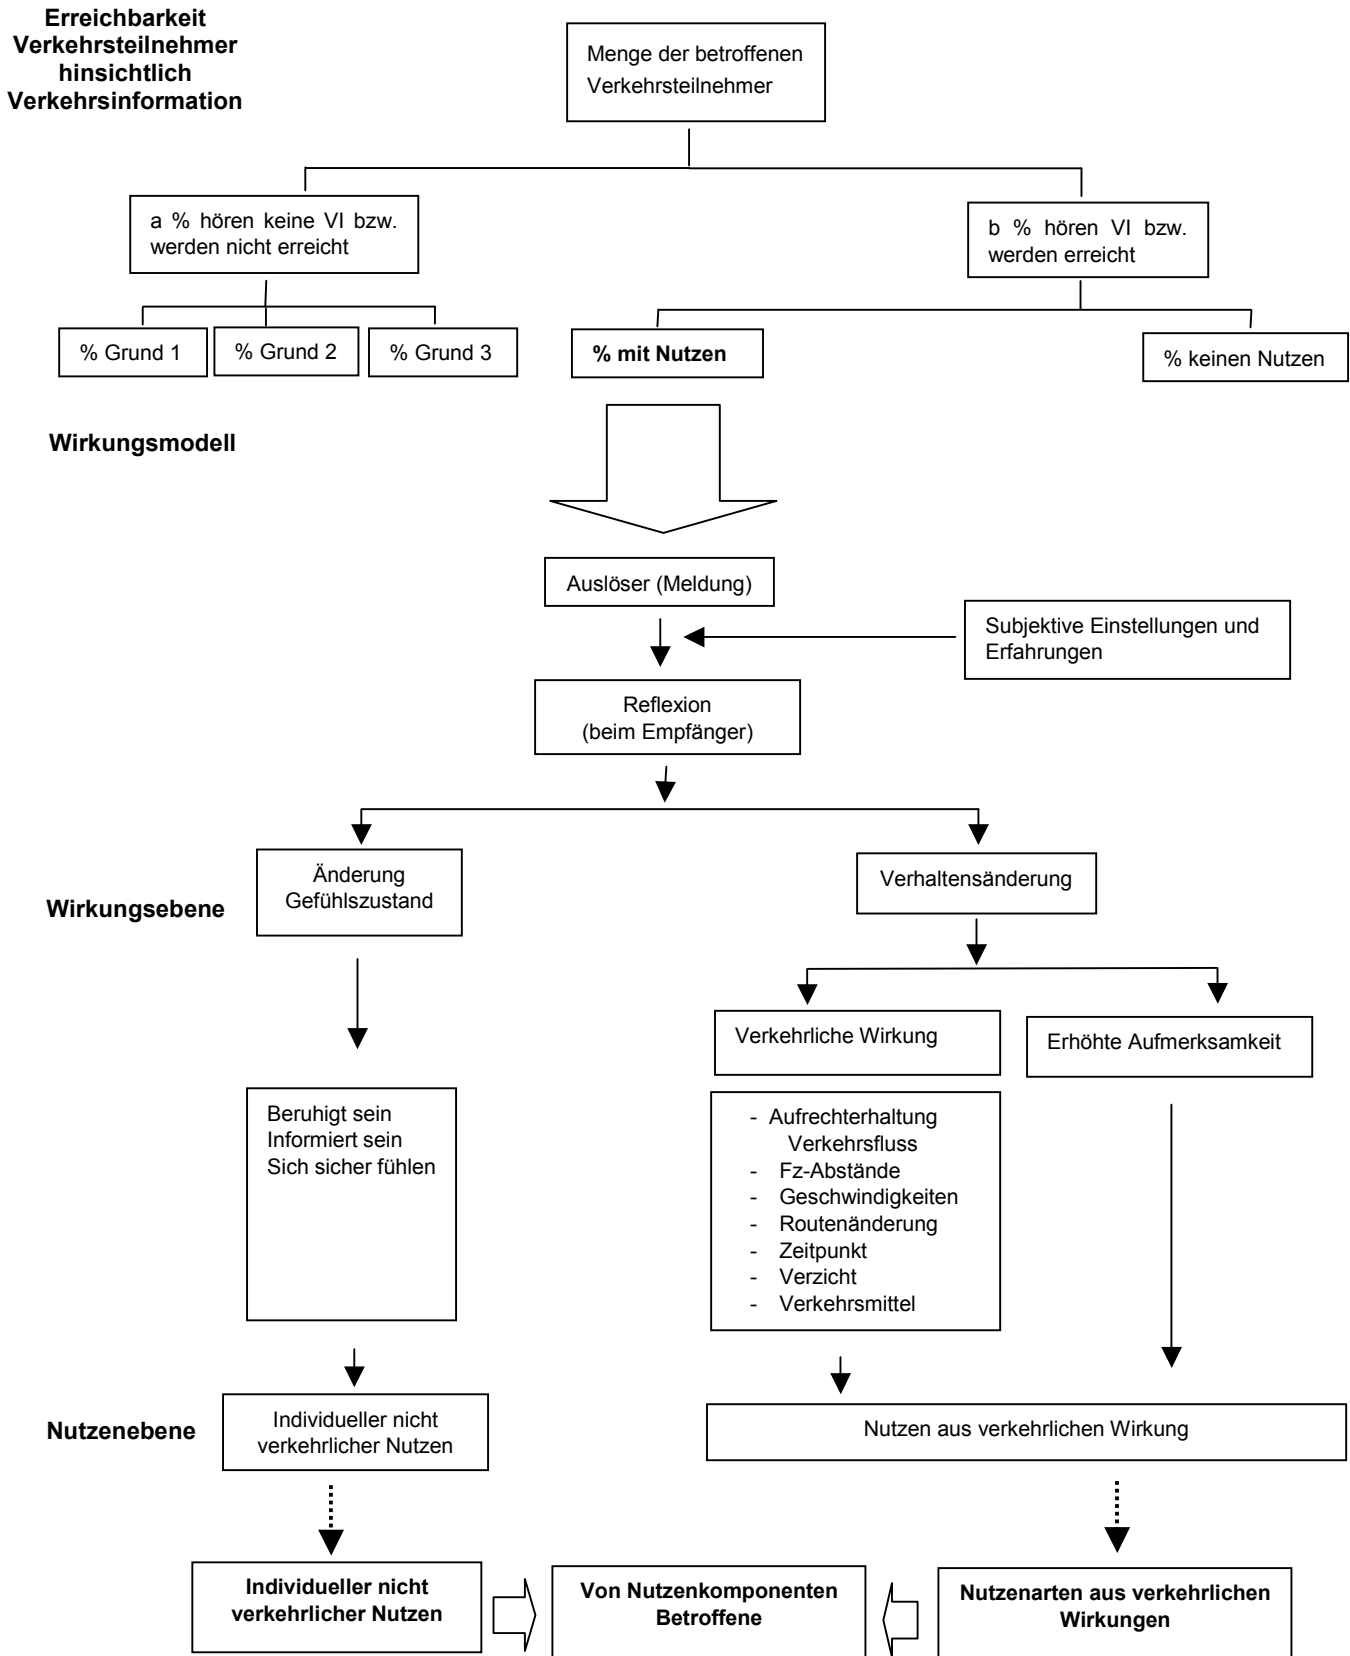 Erreichbarkeit
Verkehrsteilnehmer
hinsichtlich
Verkehrsinformation
Menge der betroffenen
Verkehrsteilnehmer
a % hören keine VI bzw.
werden nicht erreicht
b % hören VI bzw.
werden erreicht
% Grund 1
% Grund 2
% Grund 3
% mit Nutzen
% keinen Nutzen
Wirkungsmodell
Auslöser (Meldung)
Subjektive Einstellungen und
Erfahrungen
Reflexion
(beim Empfänger)
Wirkungsebene
Änderung
Gefühlszustand
Verhaltensänderung
Verkehrliche Wirkung
Erhöhte Aufmerksamkeit
Beruhigt sein
Informiert sein
Sich sicher fühlen
- Aufrechterhaltung
Verkehrsfluss
- Fz-Abstände
- Geschwindigkeiten
- Routenänderung
- Zeitpunkt
- Verzicht
- Verkehrsmittel
Nutzenebene
Individueller nicht
verkehrlicher Nutzen
Nutzen aus verkehrlichen Wirkung
Individueller nicht
verkehrlicher Nutzen
Von Nutzenkomponenten
Betroffene
Nutzenarten aus verkehrlichen
Wirkungen